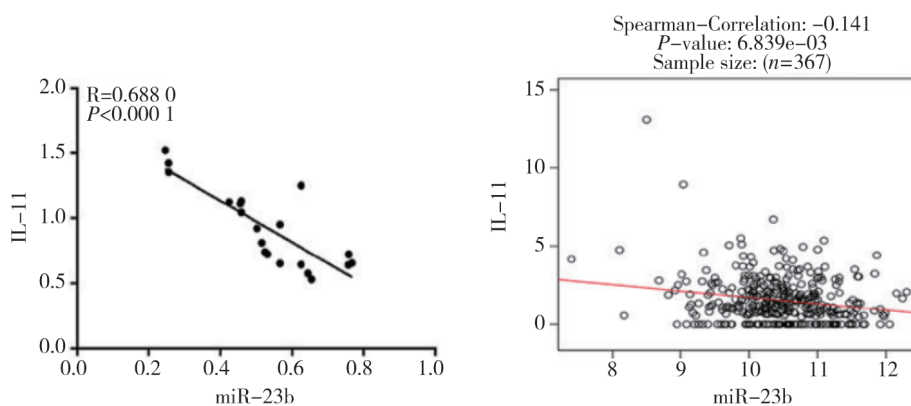 R=0.688 0
P<0.000 1
2.0
1.5
1.0
0.5
0.0
IL-11
0.0 0.2 0.4 0.6 0.8 1.0
miR-23b
Spearman-Correlation: -0.141
P-value: 6.839e-03
Sample size: (n=367)
15
10
5
0
IL-11
8 9 10 11 12
miR-23b